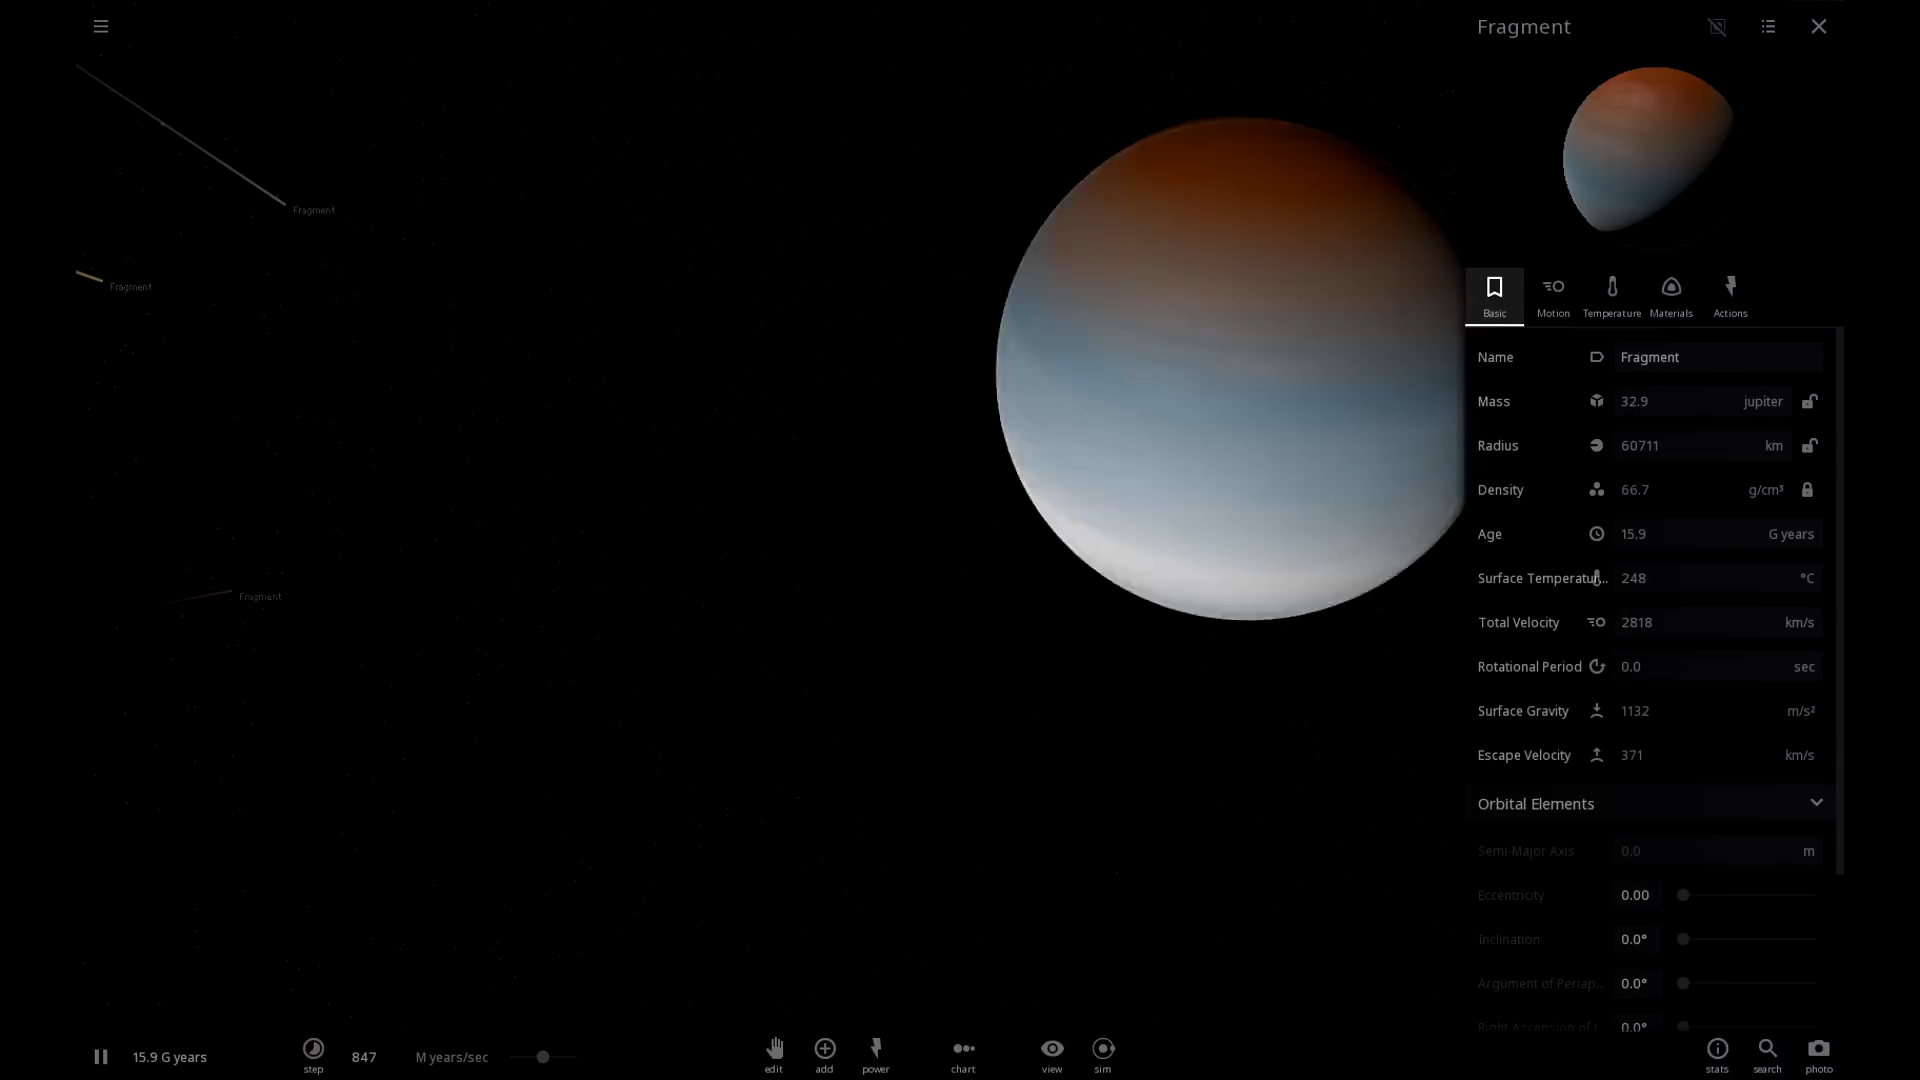 Fragment
Fragment
Fragment
Fragment
Basic
Motion
Temperature
Materials
Actions
Name Fragment
Mass 32.9 jupiter
Radius 60711 km
Density 66.7 g/cm³
Age 15.9 G years
Surface Temperatur... 248 °C
Total Velocity 2818 km/s
Rotational Period 0.0 sec
Surface Gravity 1132 m/s²
Escape Velocity 371 km/s
Orbital Elements
Semi-Major Axis 0.0 m
Eccentricity 0.00
Inclination 0.0°
Argument of Periap... 0.0°
Right Ascension of t... 0.0°
15.9 G years
step
847 M years/sec
edit
add
power
chart
view
sim
stats
search
photo